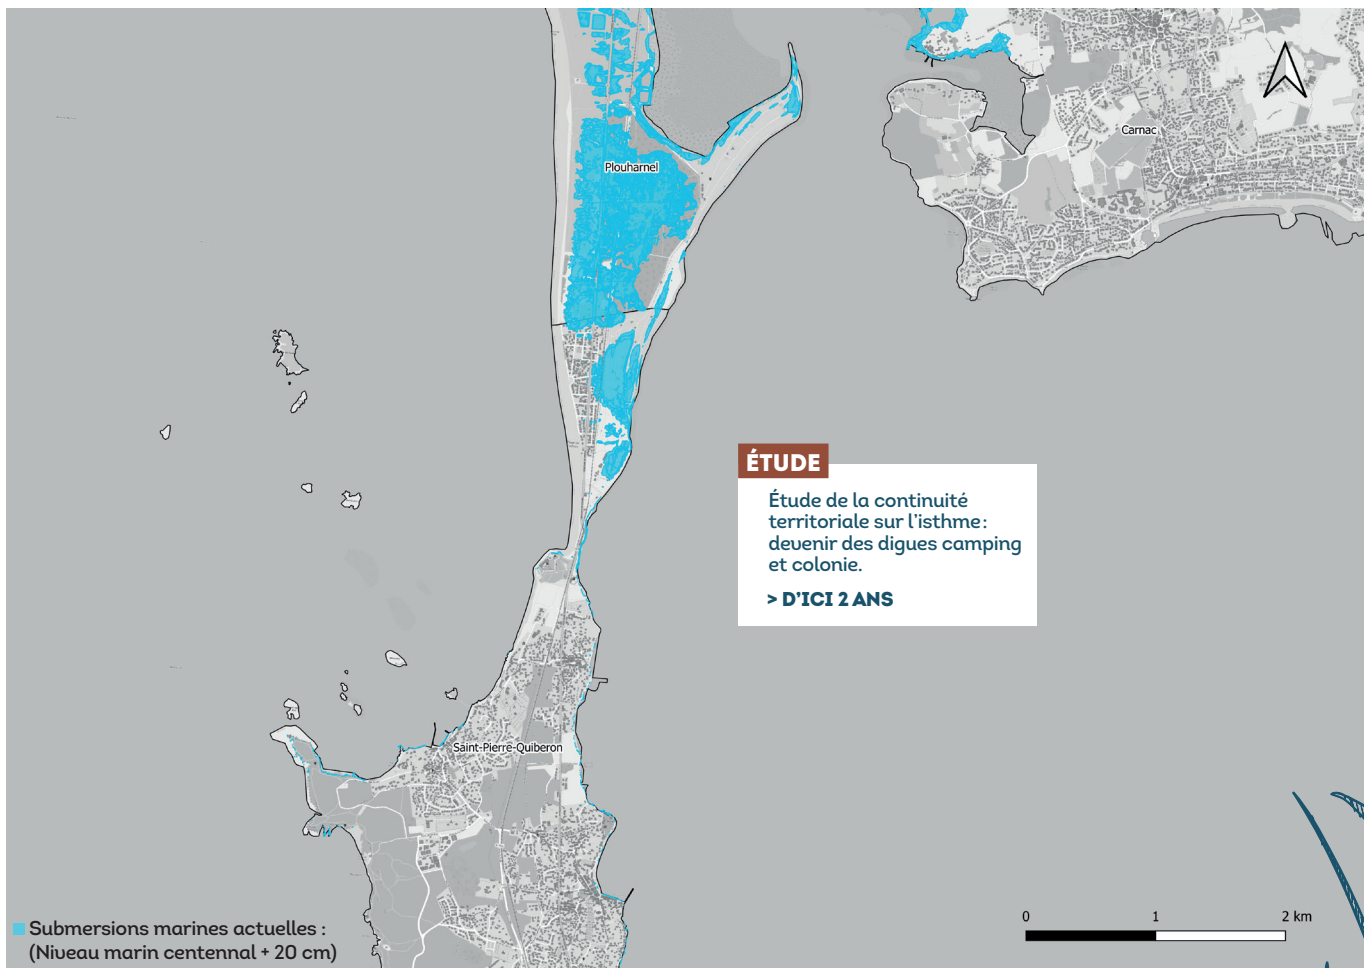 Carnac
Plouharnel
ÉTUDE
Étude de la continuité
territoriale sur l'isthme :
devenir des digues camping
et colonie.
> D'ICI 2 ANS
Saint-Pierre-Quiberon
Submersions marines actuelles :
(Niveau marin centennal + 20 cm)
0 1 2 km